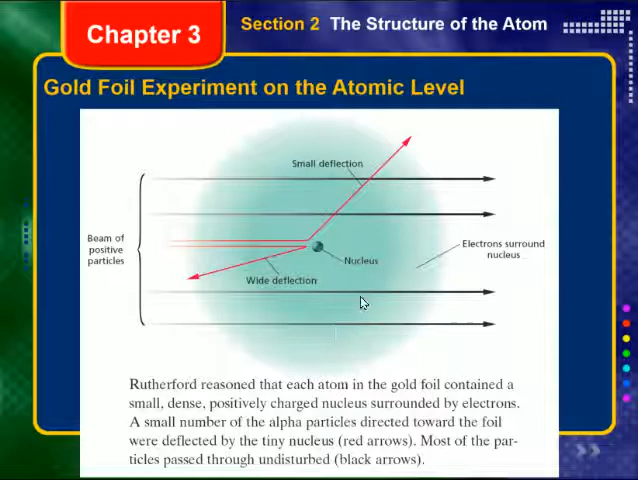 Chapter 3
Section 2 The Structure of the Atom
Gold Foil Experiment on the Atomic Level
Small deflection
Beam of
positive
particles
Electrons surround
nucleus
Nucleus
Wide deflection
Rutherford reasoned that each atom in the gold foil contained a
small, dense, positively charged nucleus surrounded by electrons.
A small number of the alpha particles directed toward the foil
were deflected by the tiny nucleus (red arrows). Most of the par-
ticles passed through undisturbed (black arrows).